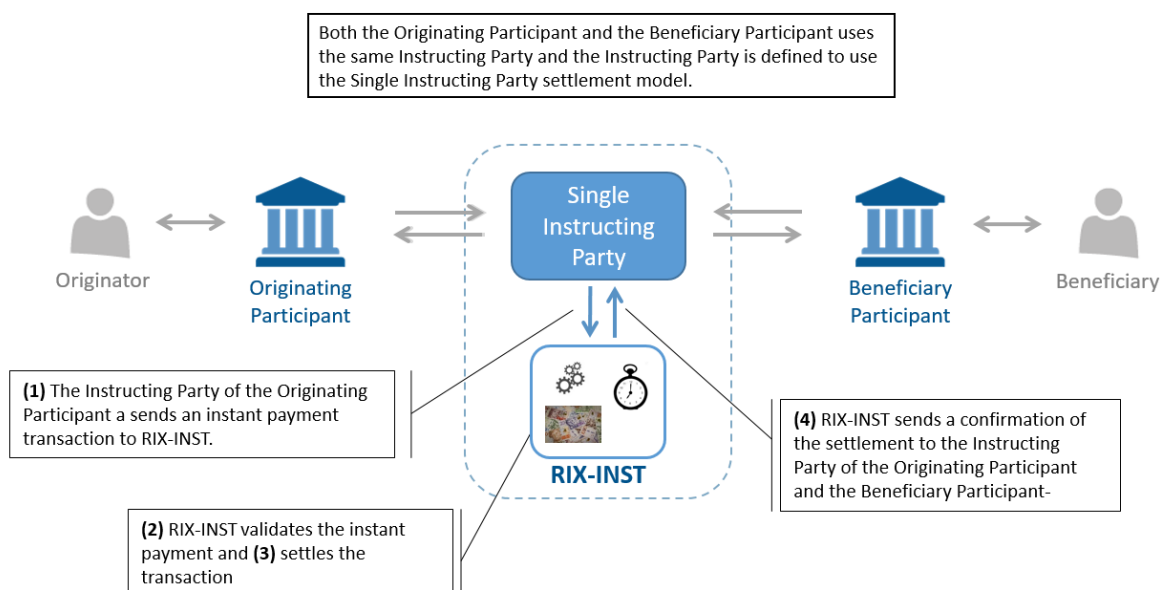 Both the Originating Participant and the Beneficiary Participant uses
the same Instructing Party and the Instructing Party is defined to use
the Single Instructing Party settlement model.
Single
Instructing
Party
Originator
Originating
Participant
Beneficiary
Participant
Beneficiary
(1) The Instructing Party of the Originating
Participant a sends an instant payment
transaction to RIX-INST.
RIX-INST
(4) RIX-INST sends a confirmation of
the settlement to the Instructing
Party of the Originating Participant
and the Beneficiary Participant-
(2) RIX-INST validates the instant
payment and (3) settles the
transaction